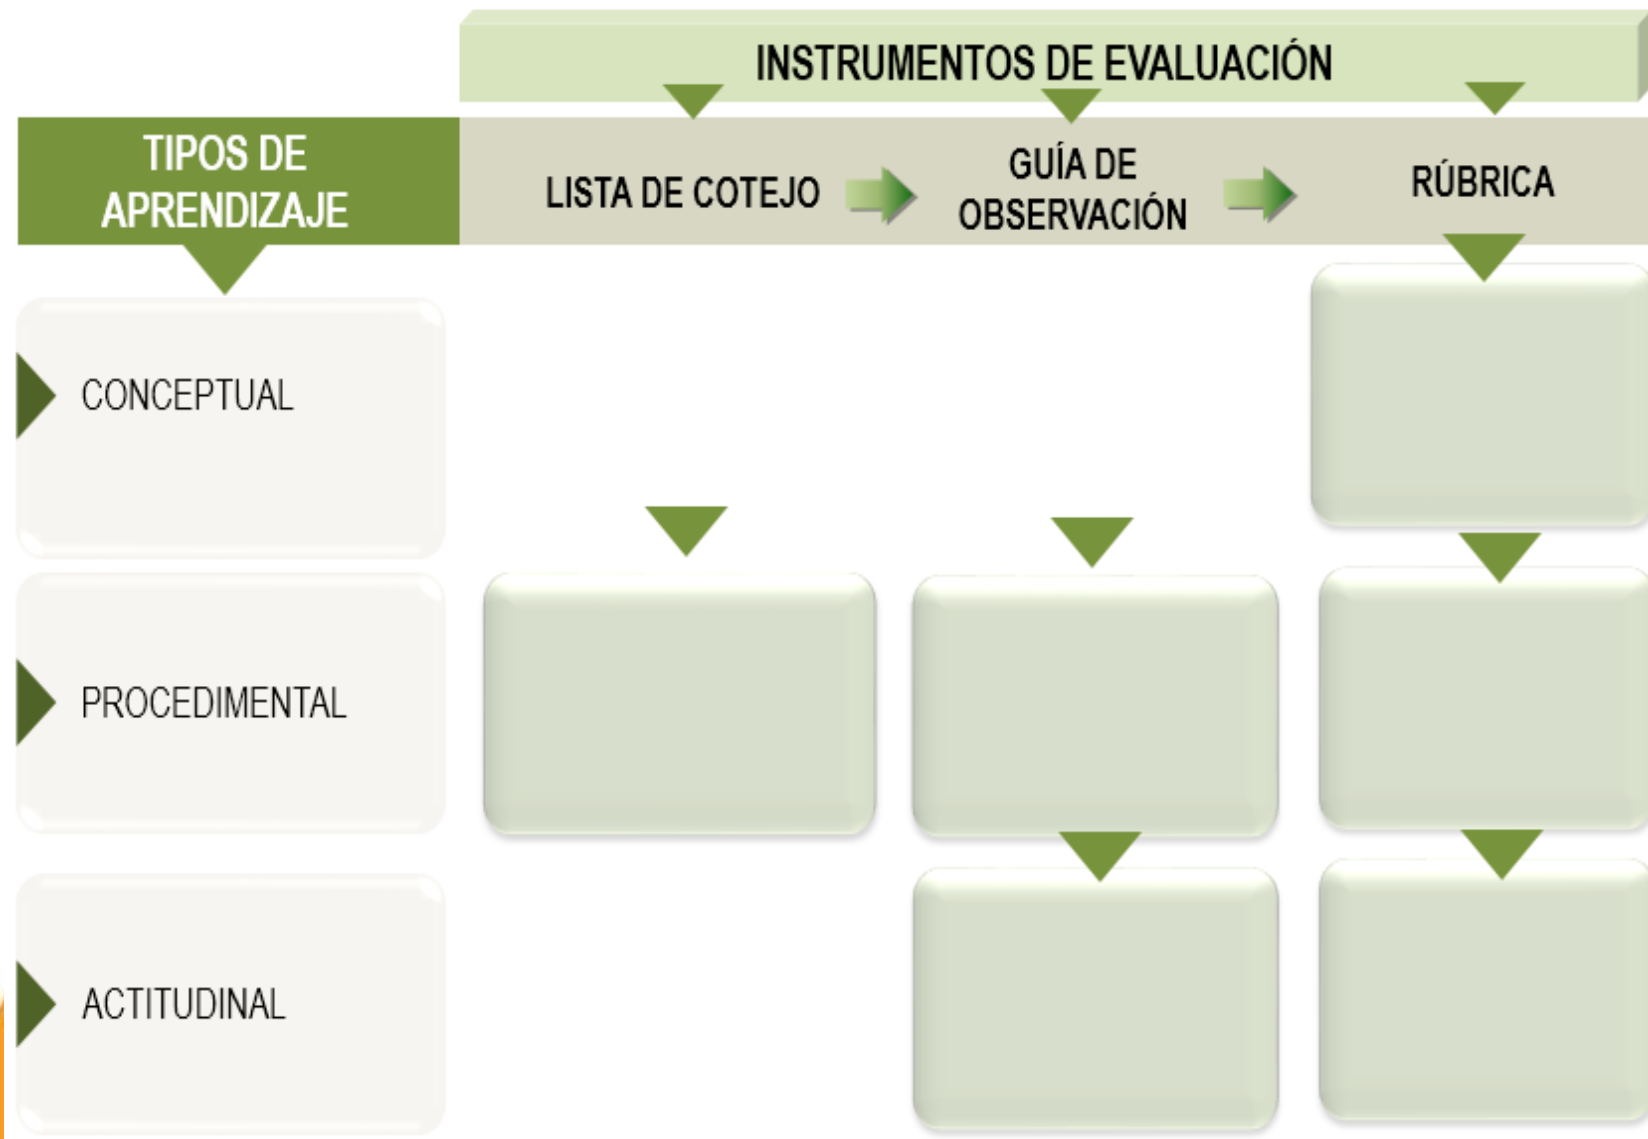 INSTRUMENTOS DE EVALUACIÓN
TIPOS DE
APRENDIZAJE
LISTA DE COTEJO
GUÍA DE
OBSERVACIÓN
RÚBRICA
CONCEPTUAL
PROCEDIMENTAL
ACTITUDINAL